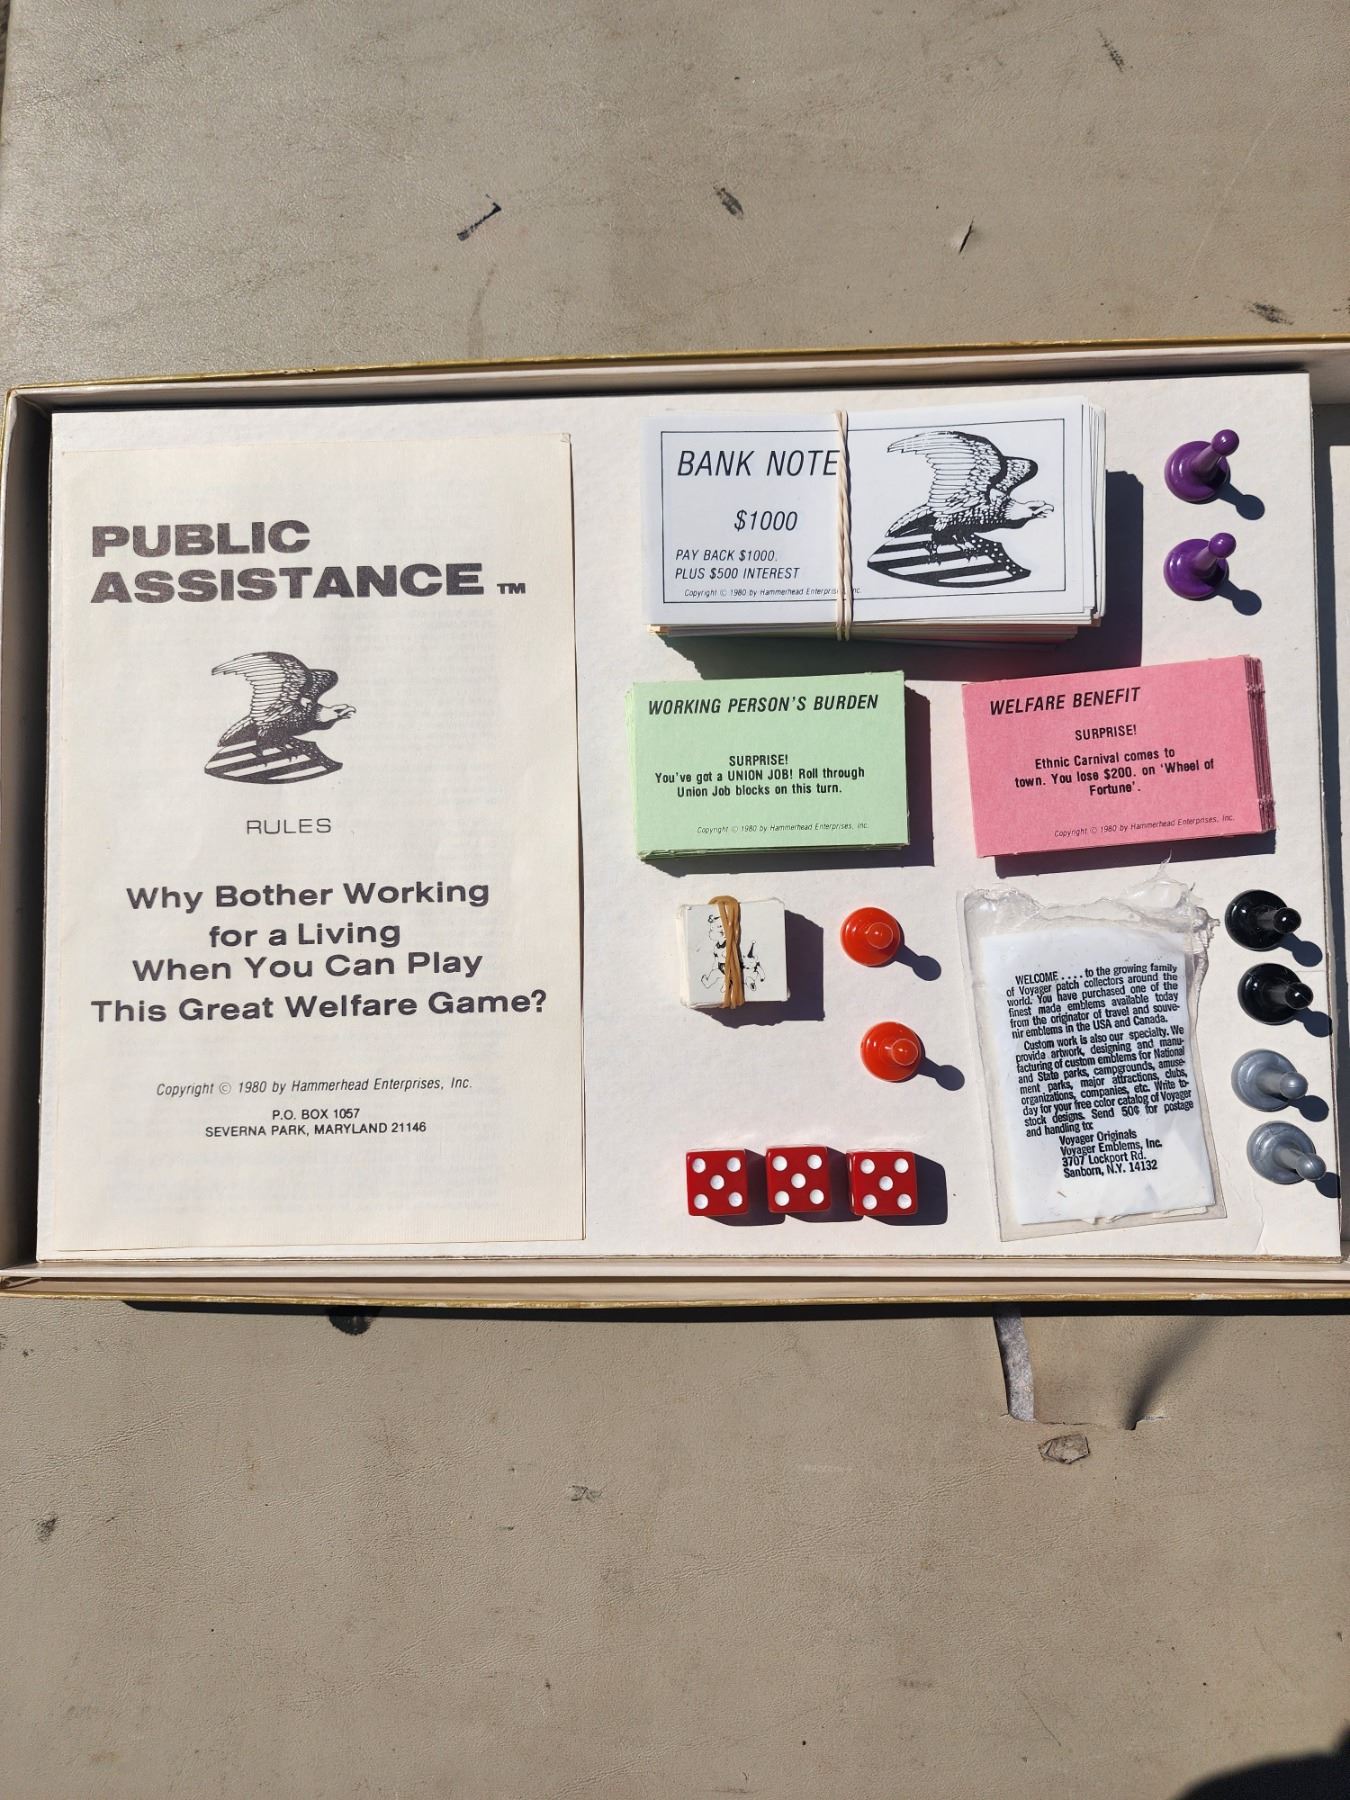 PUBLIC
ASSISTANCE TM
RULES
Why Bother Working
for a Living
When You Can Play
This Great Welfare Game?
Copyright © 1980 by Hammerhead Enterprises, Inc.
P.O. BOX 1057
SEVERNA PARK, MARYLAND 21146
BANK NOTE
$1000
PAY BACK $1000.
PLUS $500 INTEREST
Copyright © 1980 by Hammerhead Enterprises, Inc.
WORKING PERSON'S BURDEN
SURPRISE!
You've got a UNION JOB! Roll through
Union Job blocks on this turn.
Copyright © 1980 by Hammerhead Enterprises, Inc.
WELFARE BENEFIT
SURPRISE!
Ethnic Carnival comes to
town. You lose $200. on 'Wheel of
Fortune'.
Copyright © 1980 by Hammerhead Enterprises, Inc.
WELCOME . . . . to the growing family
of Voyager patch collectors around the
world. You have purchased one of the
finest made emblems available today
from the originator of travel and souve-
nir emblems in the USA and Canada.
Custom work is also our specialty. We
provide artwork, designing and manu-
facturing of custom emblems for National
and State parks, campgrounds, amuse-
ment parks, major attractions, clubs,
organizations, companies, etc. Write to-
day for your free color catalog of Voyager
stock designs. Send 50¢ for postage
and handling to:
Voyager Originals
Voyager Emblems, Inc.
3707 Lockport Rd.
Sanborn, N.Y. 14132